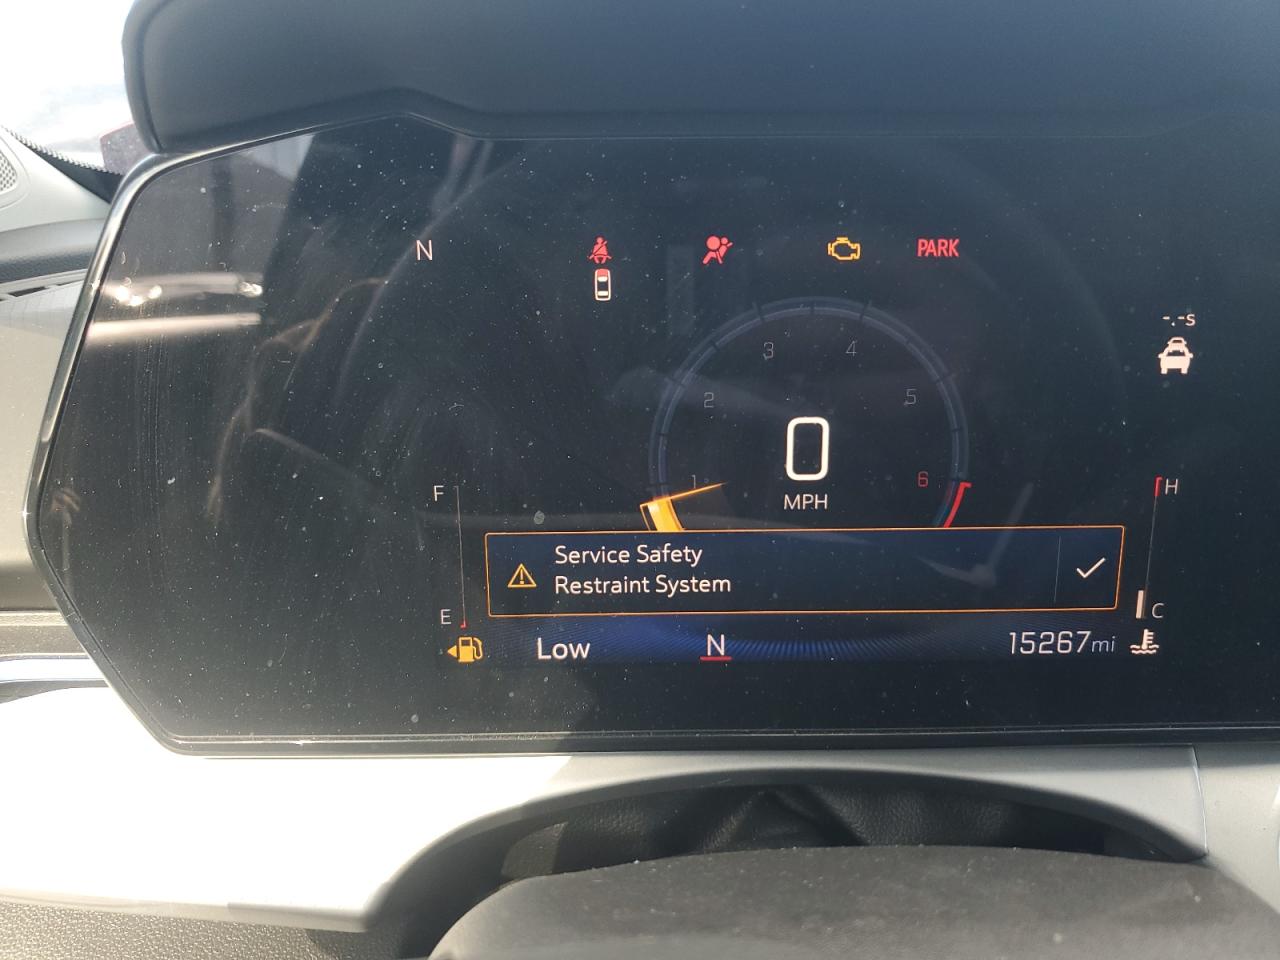 N
PARK
-.-s
3
4
2
5
1
6
0
MPH
F
H
Service Safety
Restraint System
E
C
Low
N
15267mi